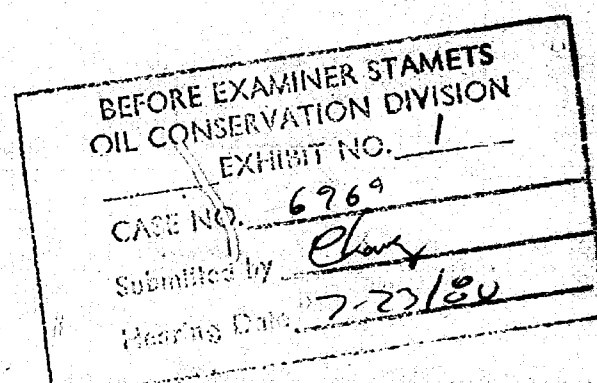 BEFORE EXAMINER STAMETS
OIL CONSERVATION DIVISION
EXHIBIT NO. 1
CASE NO. 6969
Submitted by
Hearing Date 7-23/80